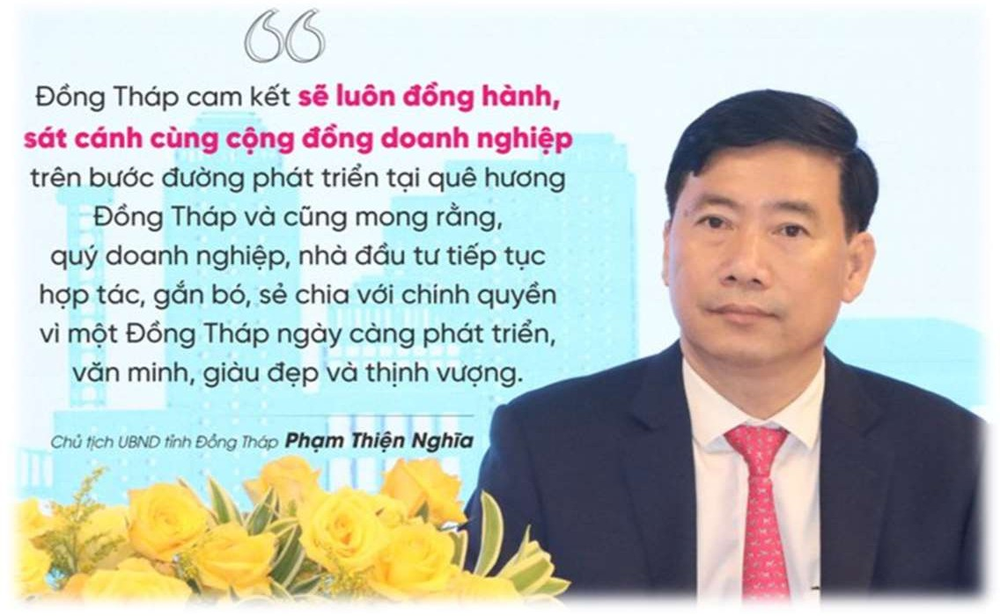 Đồng Tháp cam kết sẽ luôn đồng hành,
sát cánh cùng cộng đồng doanh nghiệp
trên bước đường phát triển tại quê hương
Đồng Tháp và cũng mong rằng,
quý doanh nghiệp, nhà đầu tư tiếp tục
hợp tác, gắn bó, sẻ chia với chính quyền
vì một Đồng Tháp ngày càng phát triển,
văn minh, giàu đẹp và thịnh vượng.
Chủ tịch UBND tỉnh Đồng Tháp Phạm Thiện Nghĩa